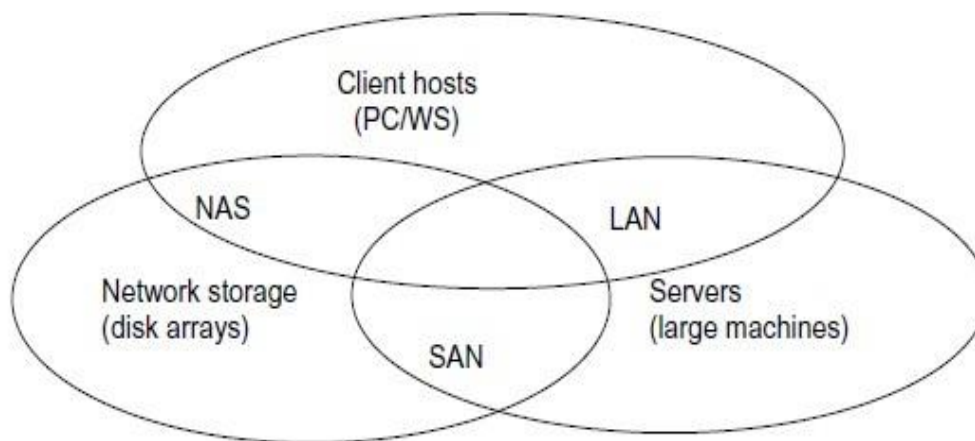 Client hosts
(PC/WS)
NAS
LAN
Network storage
(disk arrays)
Servers
(large machines)
SAN